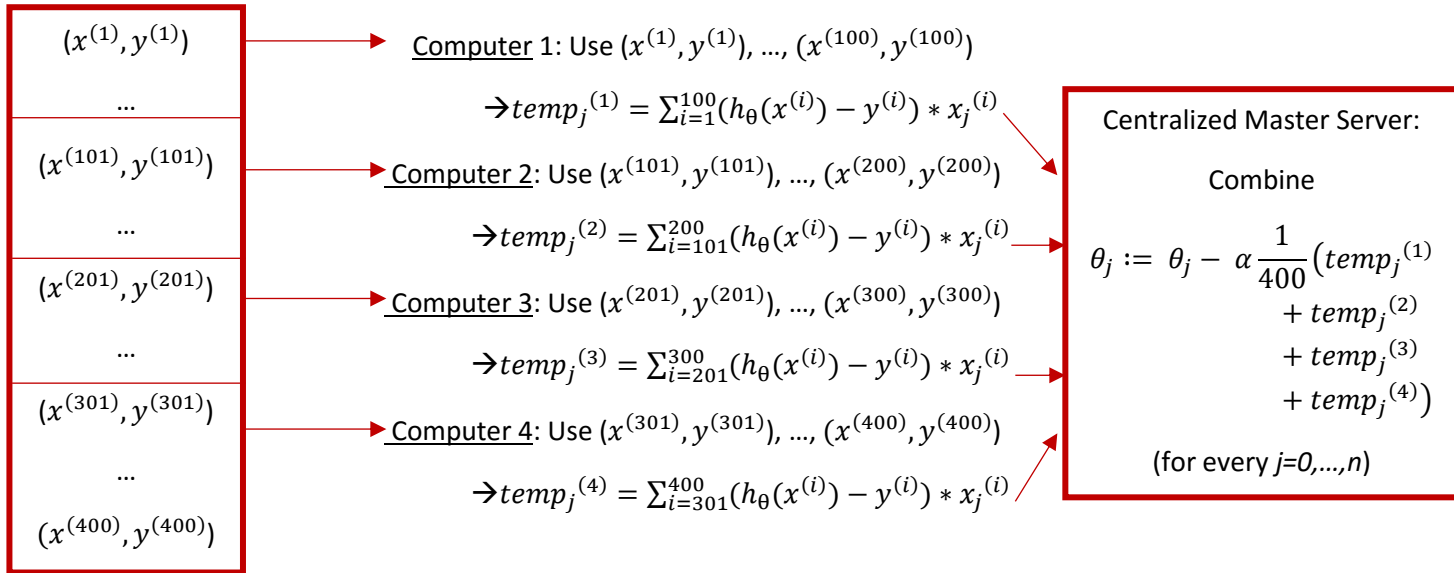 (x^(1), y^(1))
...
(x^(101), y^(101))
...
(x^(201), y^(201))
...
(x^(301), y^(301))
...
(x^(400), y^(400))
Computer 1: Use (x^(1), y^(1)), ..., (x^(100), y^(100))
→temp_j^(1) = ∑_{i=1}^{100}(h_θ(x^(i)) − y^(i)) * x_j^(i)
Computer 2: Use (x^(101), y^(101)), ..., (x^(200), y^(200))
→temp_j^(2) = ∑_{i=101}^{200}(h_θ(x^(i)) − y^(i)) * x_j^(i)
Computer 3: Use (x^(201), y^(201)), ..., (x^(300), y^(300))
→temp_j^(3) = ∑_{i=201}^{300}(h_θ(x^(i)) − y^(i)) * x_j^(i)
Computer 4: Use (x^(301), y^(301)), ..., (x^(400), y^(400))
→temp_j^(4) = ∑_{i=301}^{400}(h_θ(x^(i)) − y^(i)) * x_j^(i)
Centralized Master Server:
Combine
θ_j := θ_j − α 1/400 (temp_j^(1)
+ temp_j^(2)
+ temp_j^(3)
+ temp_j^(4))
(for every j=0,...,n)